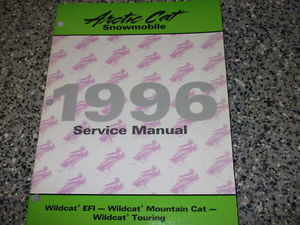 Arctic Cat
Snowmobile
1996
Service Manual
Wildcat® EFI — Wildcat® Mountain Cat —
Wildcat® Touring